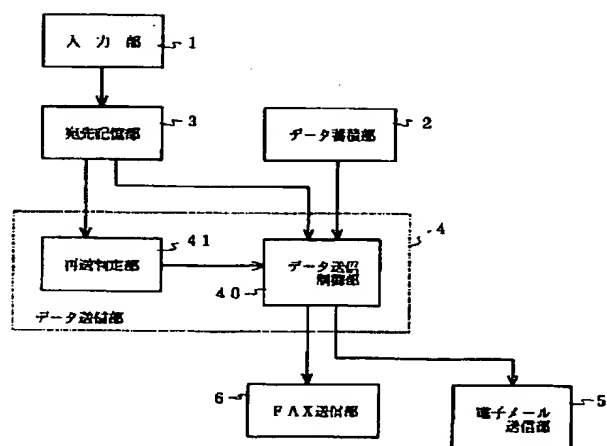 入力部
1
宛先記憶部
3
データ蓄積部
2
4
再送判定部
41
データ送信
制御部
40
データ送信部
FAX送信部
6
電子メール
送信部
5